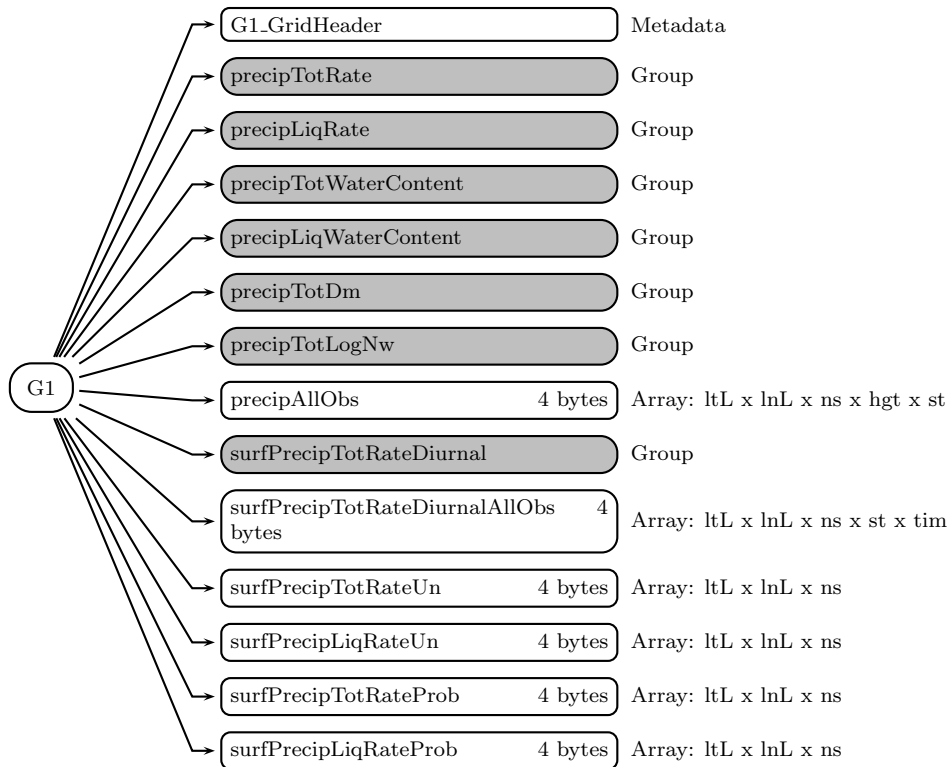 G1_GridHeader Metadata
precipTotRate Group
precipLiqRate Group
precipTotWaterContent Group
precipLiqWaterContent Group
precipTotDm Group
precipTotLogNw Group
G1
precipAllObs 4 bytes Array: ltL x lnL x ns x hgt x st
surfPrecipTotRateDiurnal Group
surfPrecipTotRateDiurnalAllObs 4
bytes
Array: ltL x lnL x ns x st x tim
surfPrecipTotRateUn 4 bytes Array: ltL x lnL x ns
surfPrecipLiqRateUn 4 bytes Array: ltL x lnL x ns
surfPrecipTotRateProb 4 bytes Array: ltL x lnL x ns
surfPrecipLiqRateProb 4 bytes Array: ltL x lnL x ns